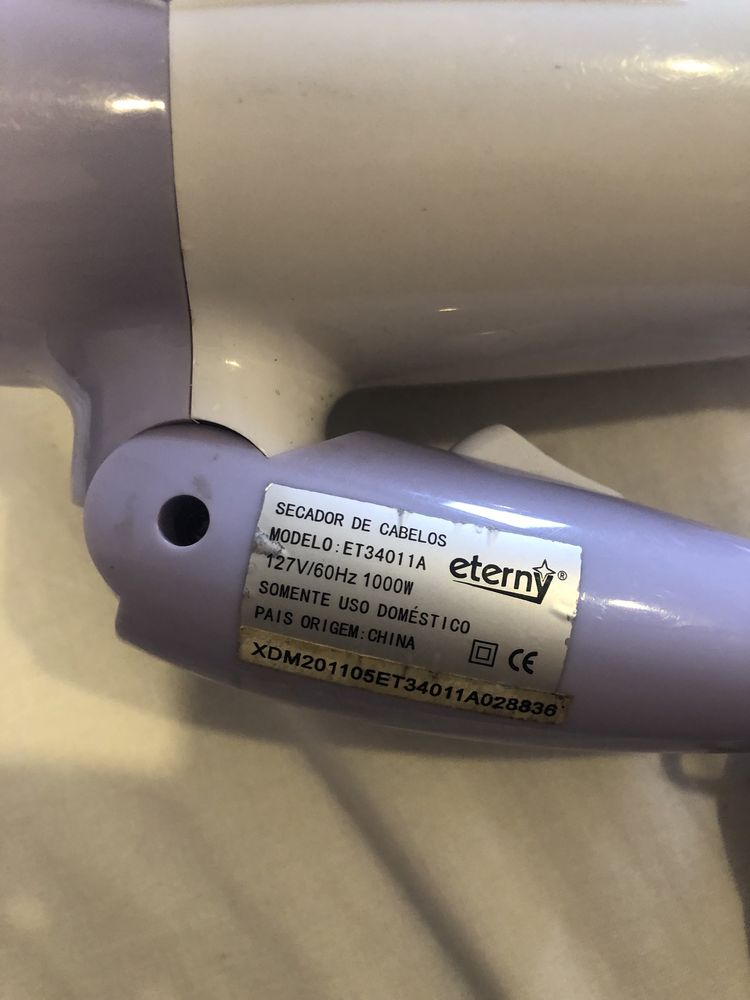 SECADOR DE CABELOS
MODELO:ET34011A
127V/60Hz 1000W
eterny®
SOMENTE USO DOMÉSTICO
PAIS ORIGEM:CHINA
CE
XDM201105ET34011A028836